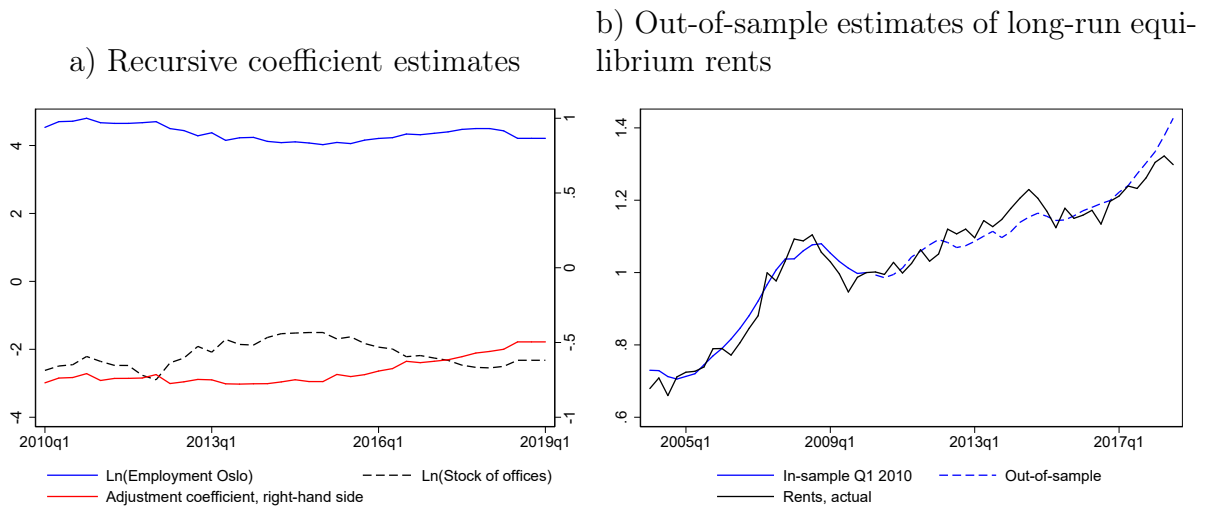 a) Recursive coefficient estimates
b) Out-of-sample estimates of long-run equi-
librium rents
4
2
0
-2
-4
1
.5
0
-.5
-1
2010q1
2013q1
2016q1
2019q1
Ln(Employment Oslo)
Ln(Stock of offices)
Adjustment coefficient, right-hand side
1.4
1.2
1
.8
.6
2005q1
2009q1
2013q1
2017q1
In-sample Q1 2010
Out-of-sample
Rents, actual